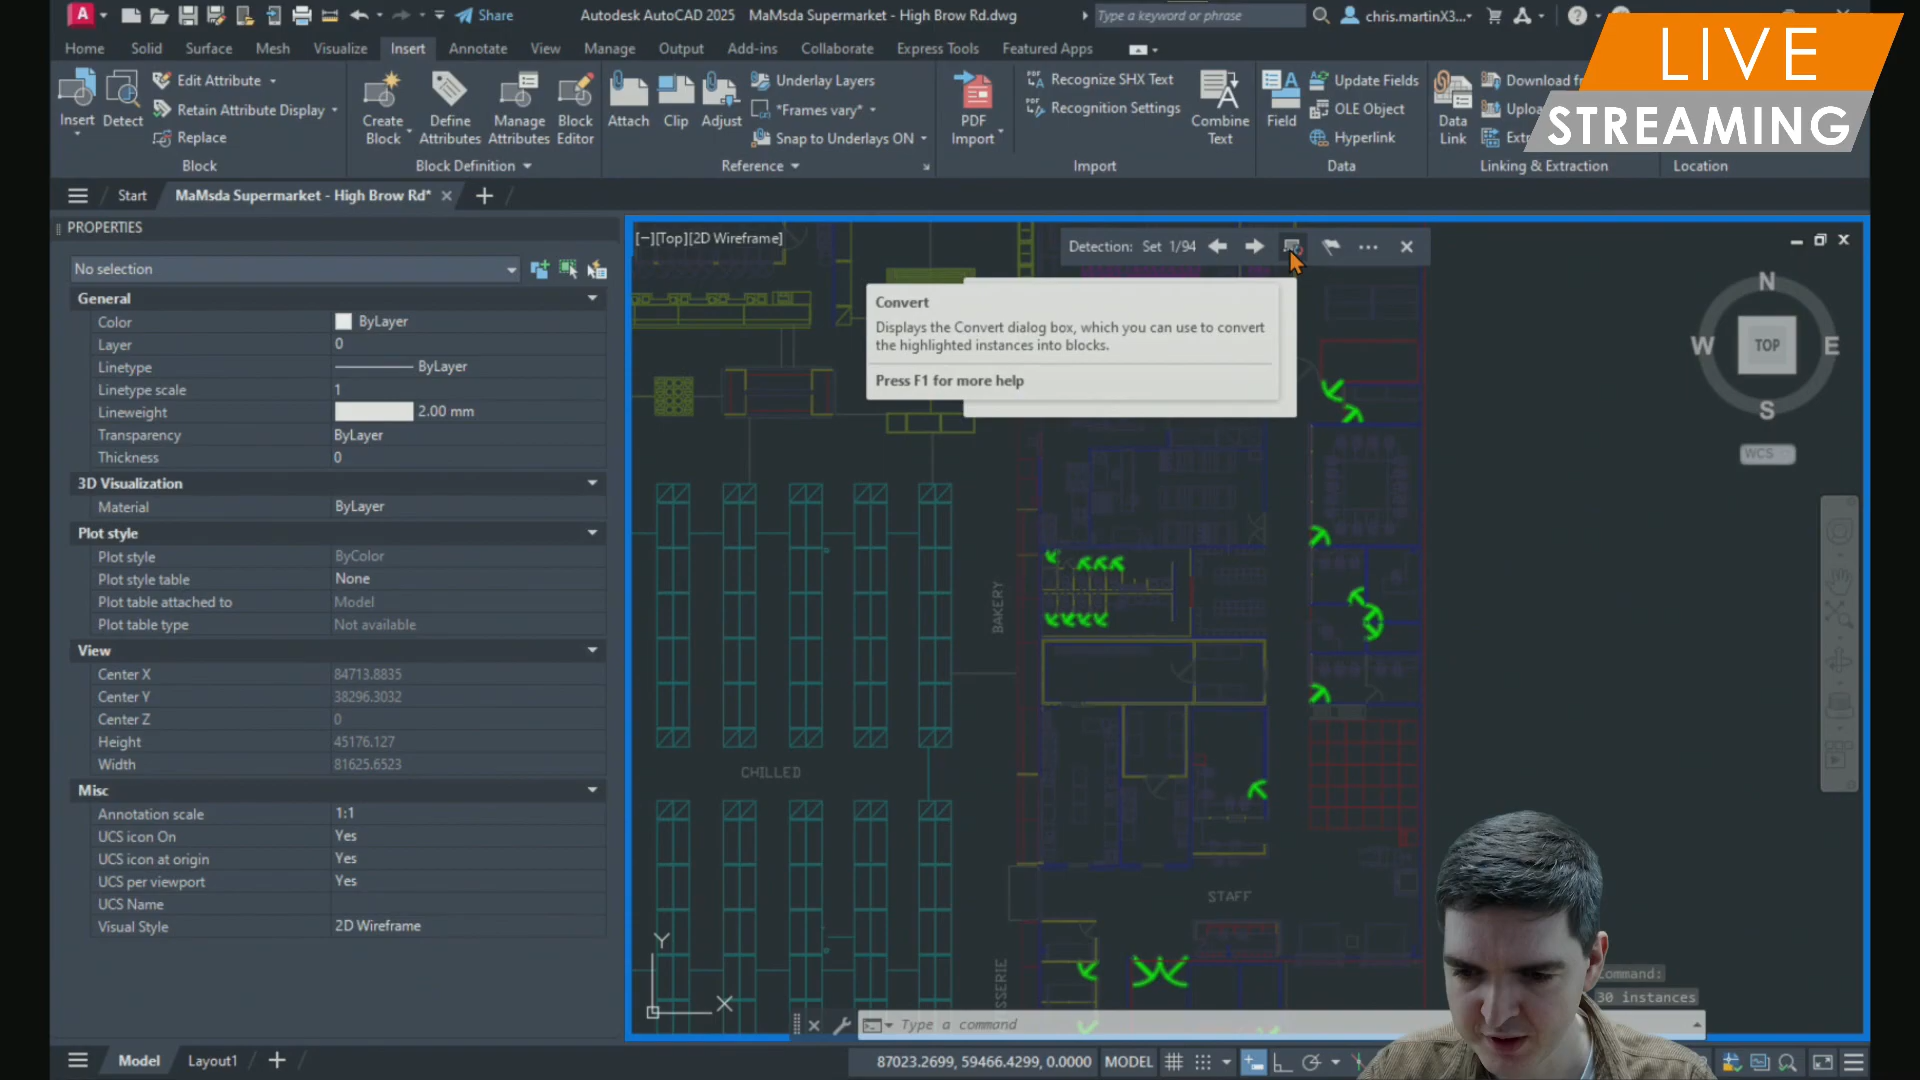 Share
Autodesk AutoCAD 2025 MaMsda Supermarket - High Brow Rd.dwg
Type a keyword or phrase
chris.martinX3...
LIVE
STREAMING
Home Solid Surface Mesh Visualize Insert Annotate View Manage Output Add-ins Collaborate Express Tools Featured Apps
Insert
Detect
Edit Attribute
Retain Attribute Display
Replace
Block
Create
Block
Define
Attributes
Manage
Attributes
Block
Editor
Block Definition
Attach
Clip
Adjust
Underlay Layers
*Frames vary*
Snap to Underlays ON
Reference
PDF
Import
Recognize SHX Text
Recognition Settings
Combine
Text
Import
Field
Update Fields
OLE Object
Hyperlink
Data
Data
Link
Download fr
Uploa
Extr
Linking & Extraction
Location
Start
MaMsda Supermarket - High Brow Rd*
PROPERTIES
No selection
General
Color ByLayer
Layer 0
Linetype ByLayer
Linetype scale 1
Lineweight 2.00 mm
Transparency ByLayer
Thickness 0
3D Visualization
Material ByLayer
Plot style
Plot style ByColor
Plot style table None
Plot table attached to Model
Plot table type Not available
View
Center X 84713.8835
Center Y 38296.3032
Center Z 0
Height 45176.127
Width 81625.6523
Misc
Annotation scale 1:1
UCS icon On Yes
UCS icon at origin Yes
UCS per viewport Yes
UCS Name
Visual Style 2D Wireframe
[−][Top][2D Wireframe]
Detection: Set 1/94
Convert
Displays the Convert dialog box, which you can use to convert
the highlighted instances into blocks.
Press F1 for more help
N
W TOP E
S
WCS
BAKERY
CHILLED
STAFF
SSERIE
Y
X
Command:
30 instances
Type a command
Model
Layout1
87023.2699, 59466.4299, 0.0000 MODEL